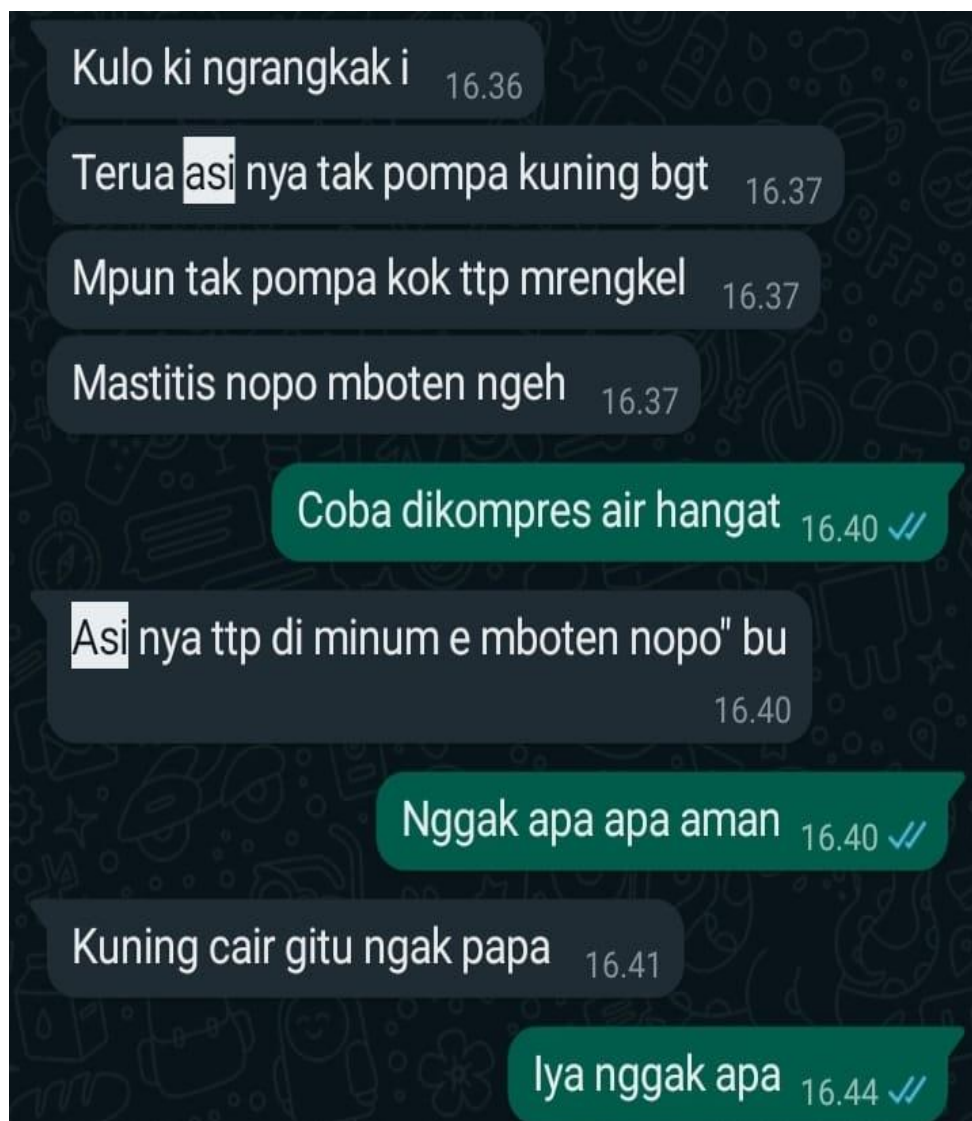 Kulo ki ngrangkak i 16.36
Terua asi nya tak pompa kuning bgt 16.37
Mpun tak pompa kok ttp mrengkel 16.37
Mastitis nopo mboten ngeh 16.37
Coba dikompres air hangat 16.40
Asi nya ttp di minum e mboten nopo" bu
16.40
Nggak apa apa aman 16.40
Kuning cair gitu ngak papa 16.41
Iya nggak apa 16.44